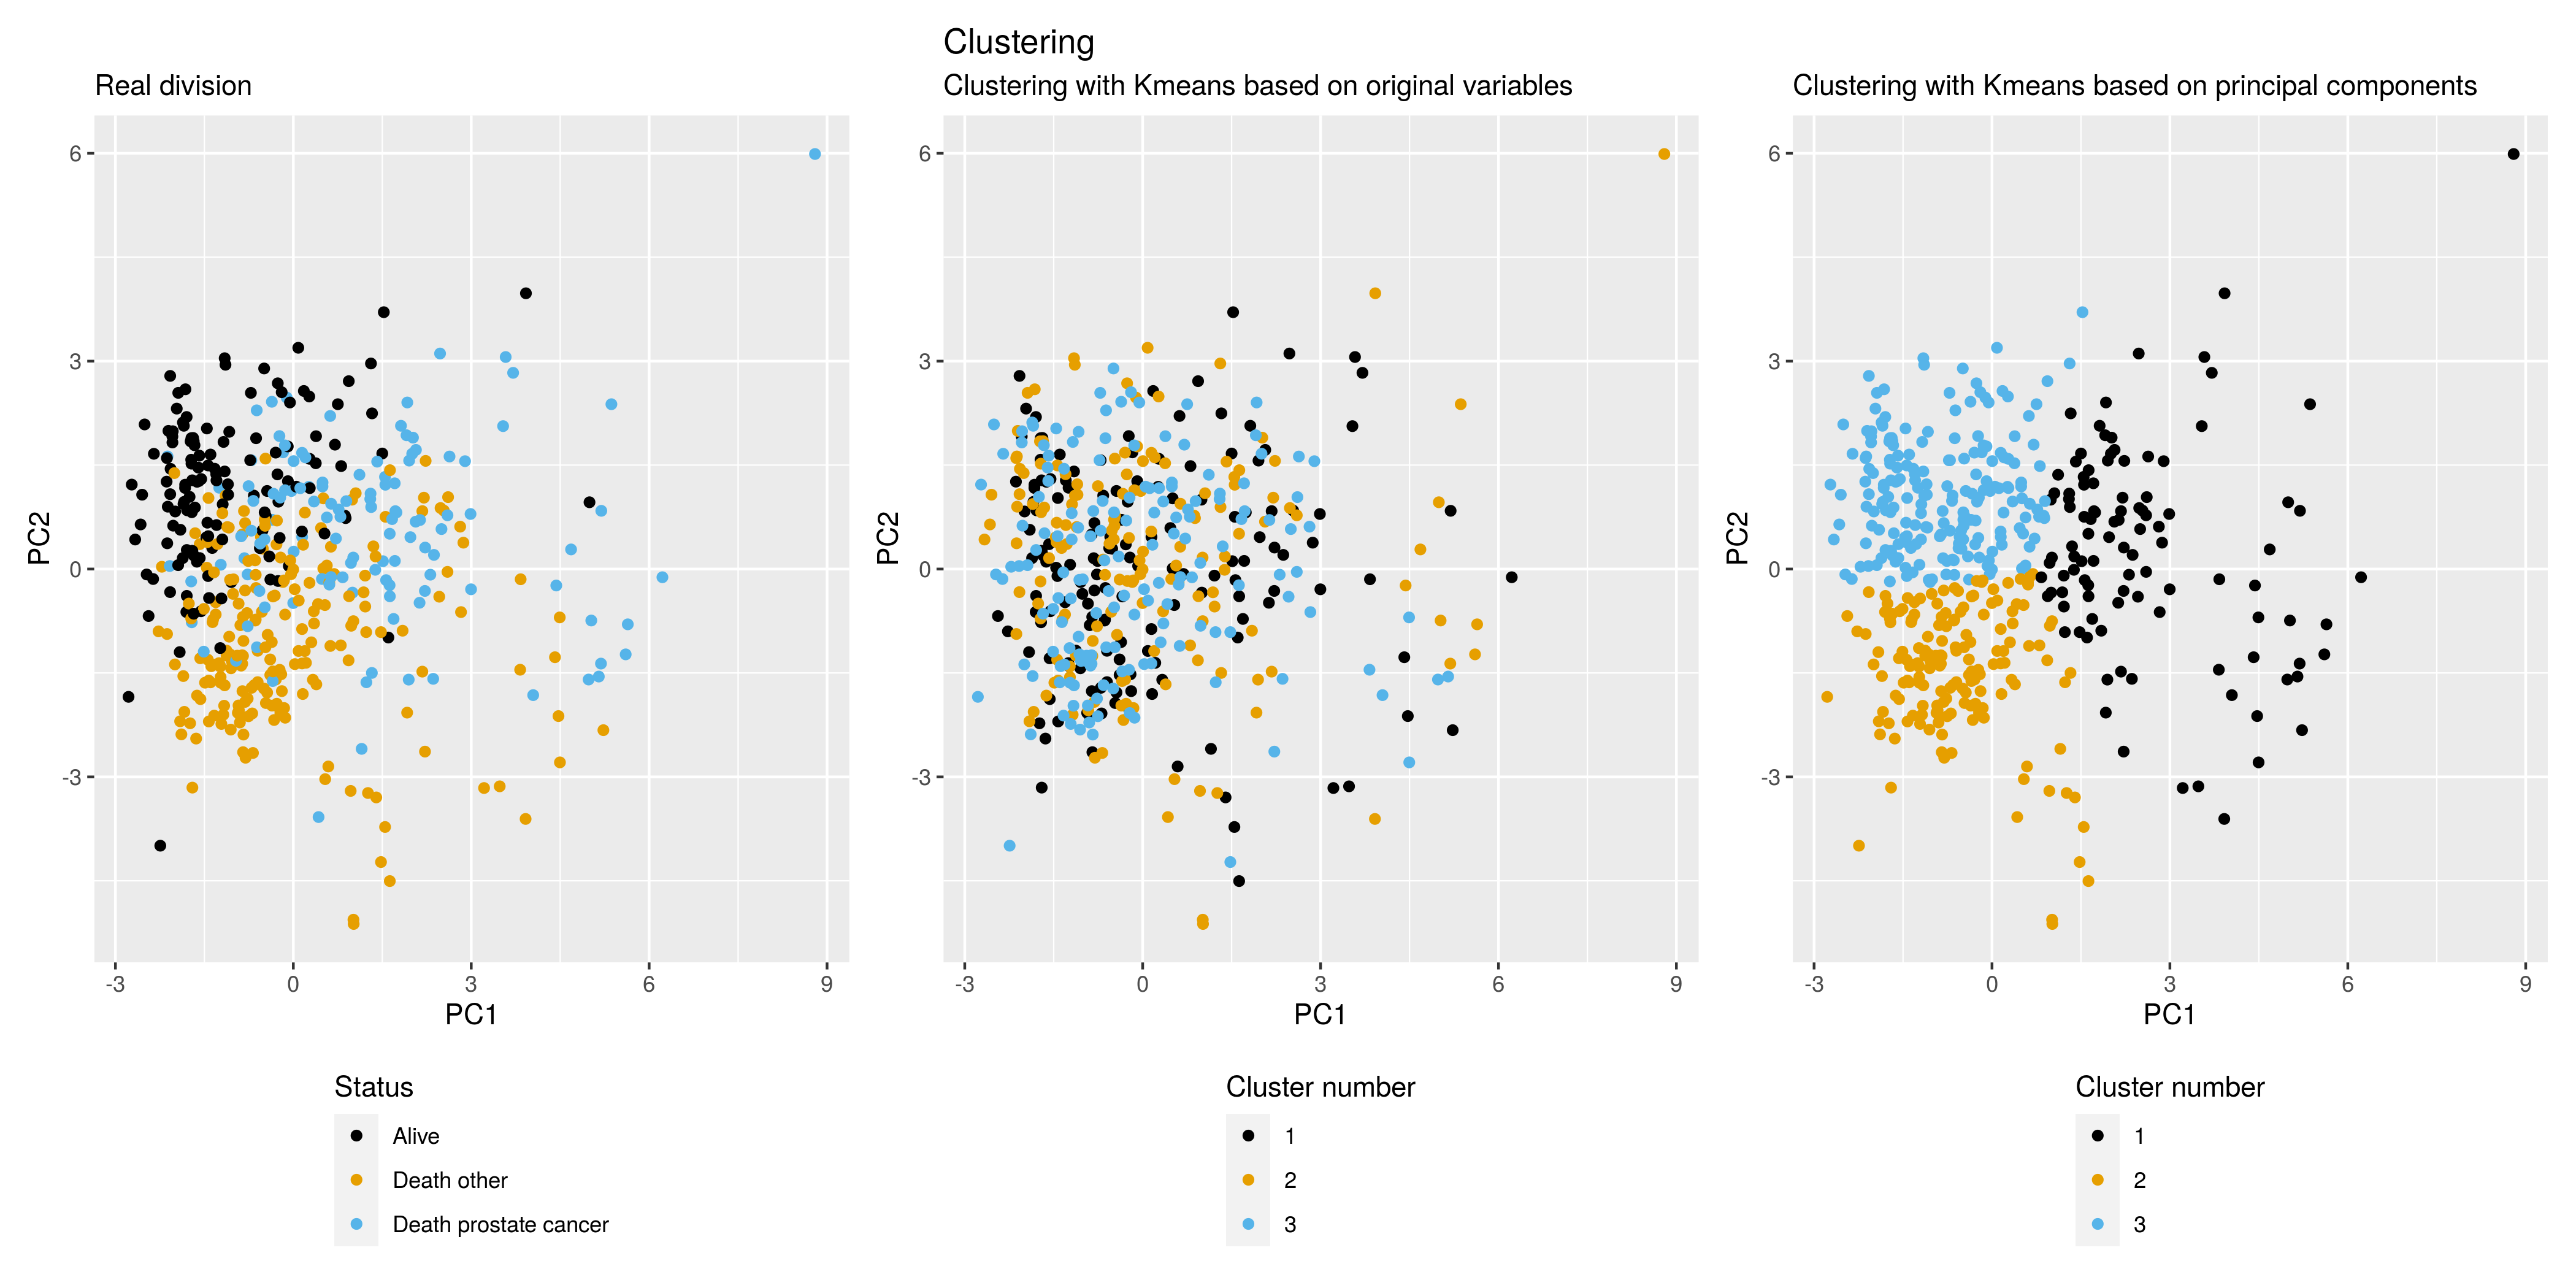 Clustering
Real division
Clustering with Kmeans based on original variables
Clustering with Kmeans based on principal components
PC2
6
3
0
-3
-3
0
3
6
9
PC1
PC2
6
3
0
-3
-3
0
3
6
9
PC1
PC2
6
3
0
-3
-3
0
3
6
9
PC1
Status
Alive
Death other
Death prostate cancer
Cluster number
1
2
3
Cluster number
1
2
3